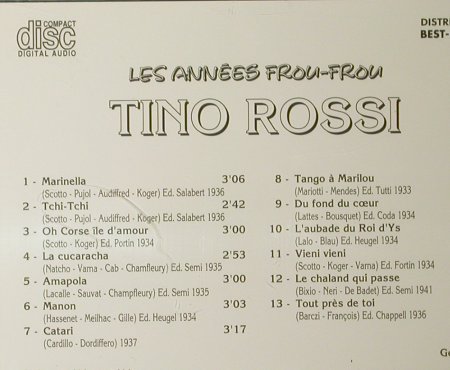 COMPACT
disc
DIGITAL AUDIO
DISTRI
BEST-
LES ANNÉES FROU-FROU
TINO ROSSI
1 - Marinella 3'06
(Scotto - Pujol - Audiffred - Koger) Ed. Salabert 1936
2 - Tchi-Tchi 2'42
(Scotto - Pujol - Audiffred - Koger) Ed. Salabert 1936
3 - Oh Corse île d'amour 3'00
(Scotto - Koger) Ed. Portin 1934
4 - La cucaracha 2'53
(Natcho - Varna - Cab - Chamfleury) Ed. Semi 1935
5 - Amapola 3'00
(Lacalle - Sauvat - Champfleury) Ed. Semi 1935
6 - Manon 3'03
(Hassenet - Meilhac - Gille) Ed. Heugel 1934
7 - Catari 3'17
(Cardillo - Dordiffero) 1937
8 - Tango à Marilou
(Mariotti - Mendes) Ed. Tutti 1933
9 - Du fond du cœur
(Lattes - Bousquet) Ed. Coda 1934
10 - L'aubade du Roi d'Ys
(Lalo - Blau) Ed. Heugel 1934
11 - Vieni vieni
(Scotto - Koger - Varna) Ed. Fortin 1934
12 - Le chaland qui passe
(Bixio - Neri - De Badet) Ed. Semi 1941
13 - Tout près de toi
(Barczi - François) Ed. Chappell 1936